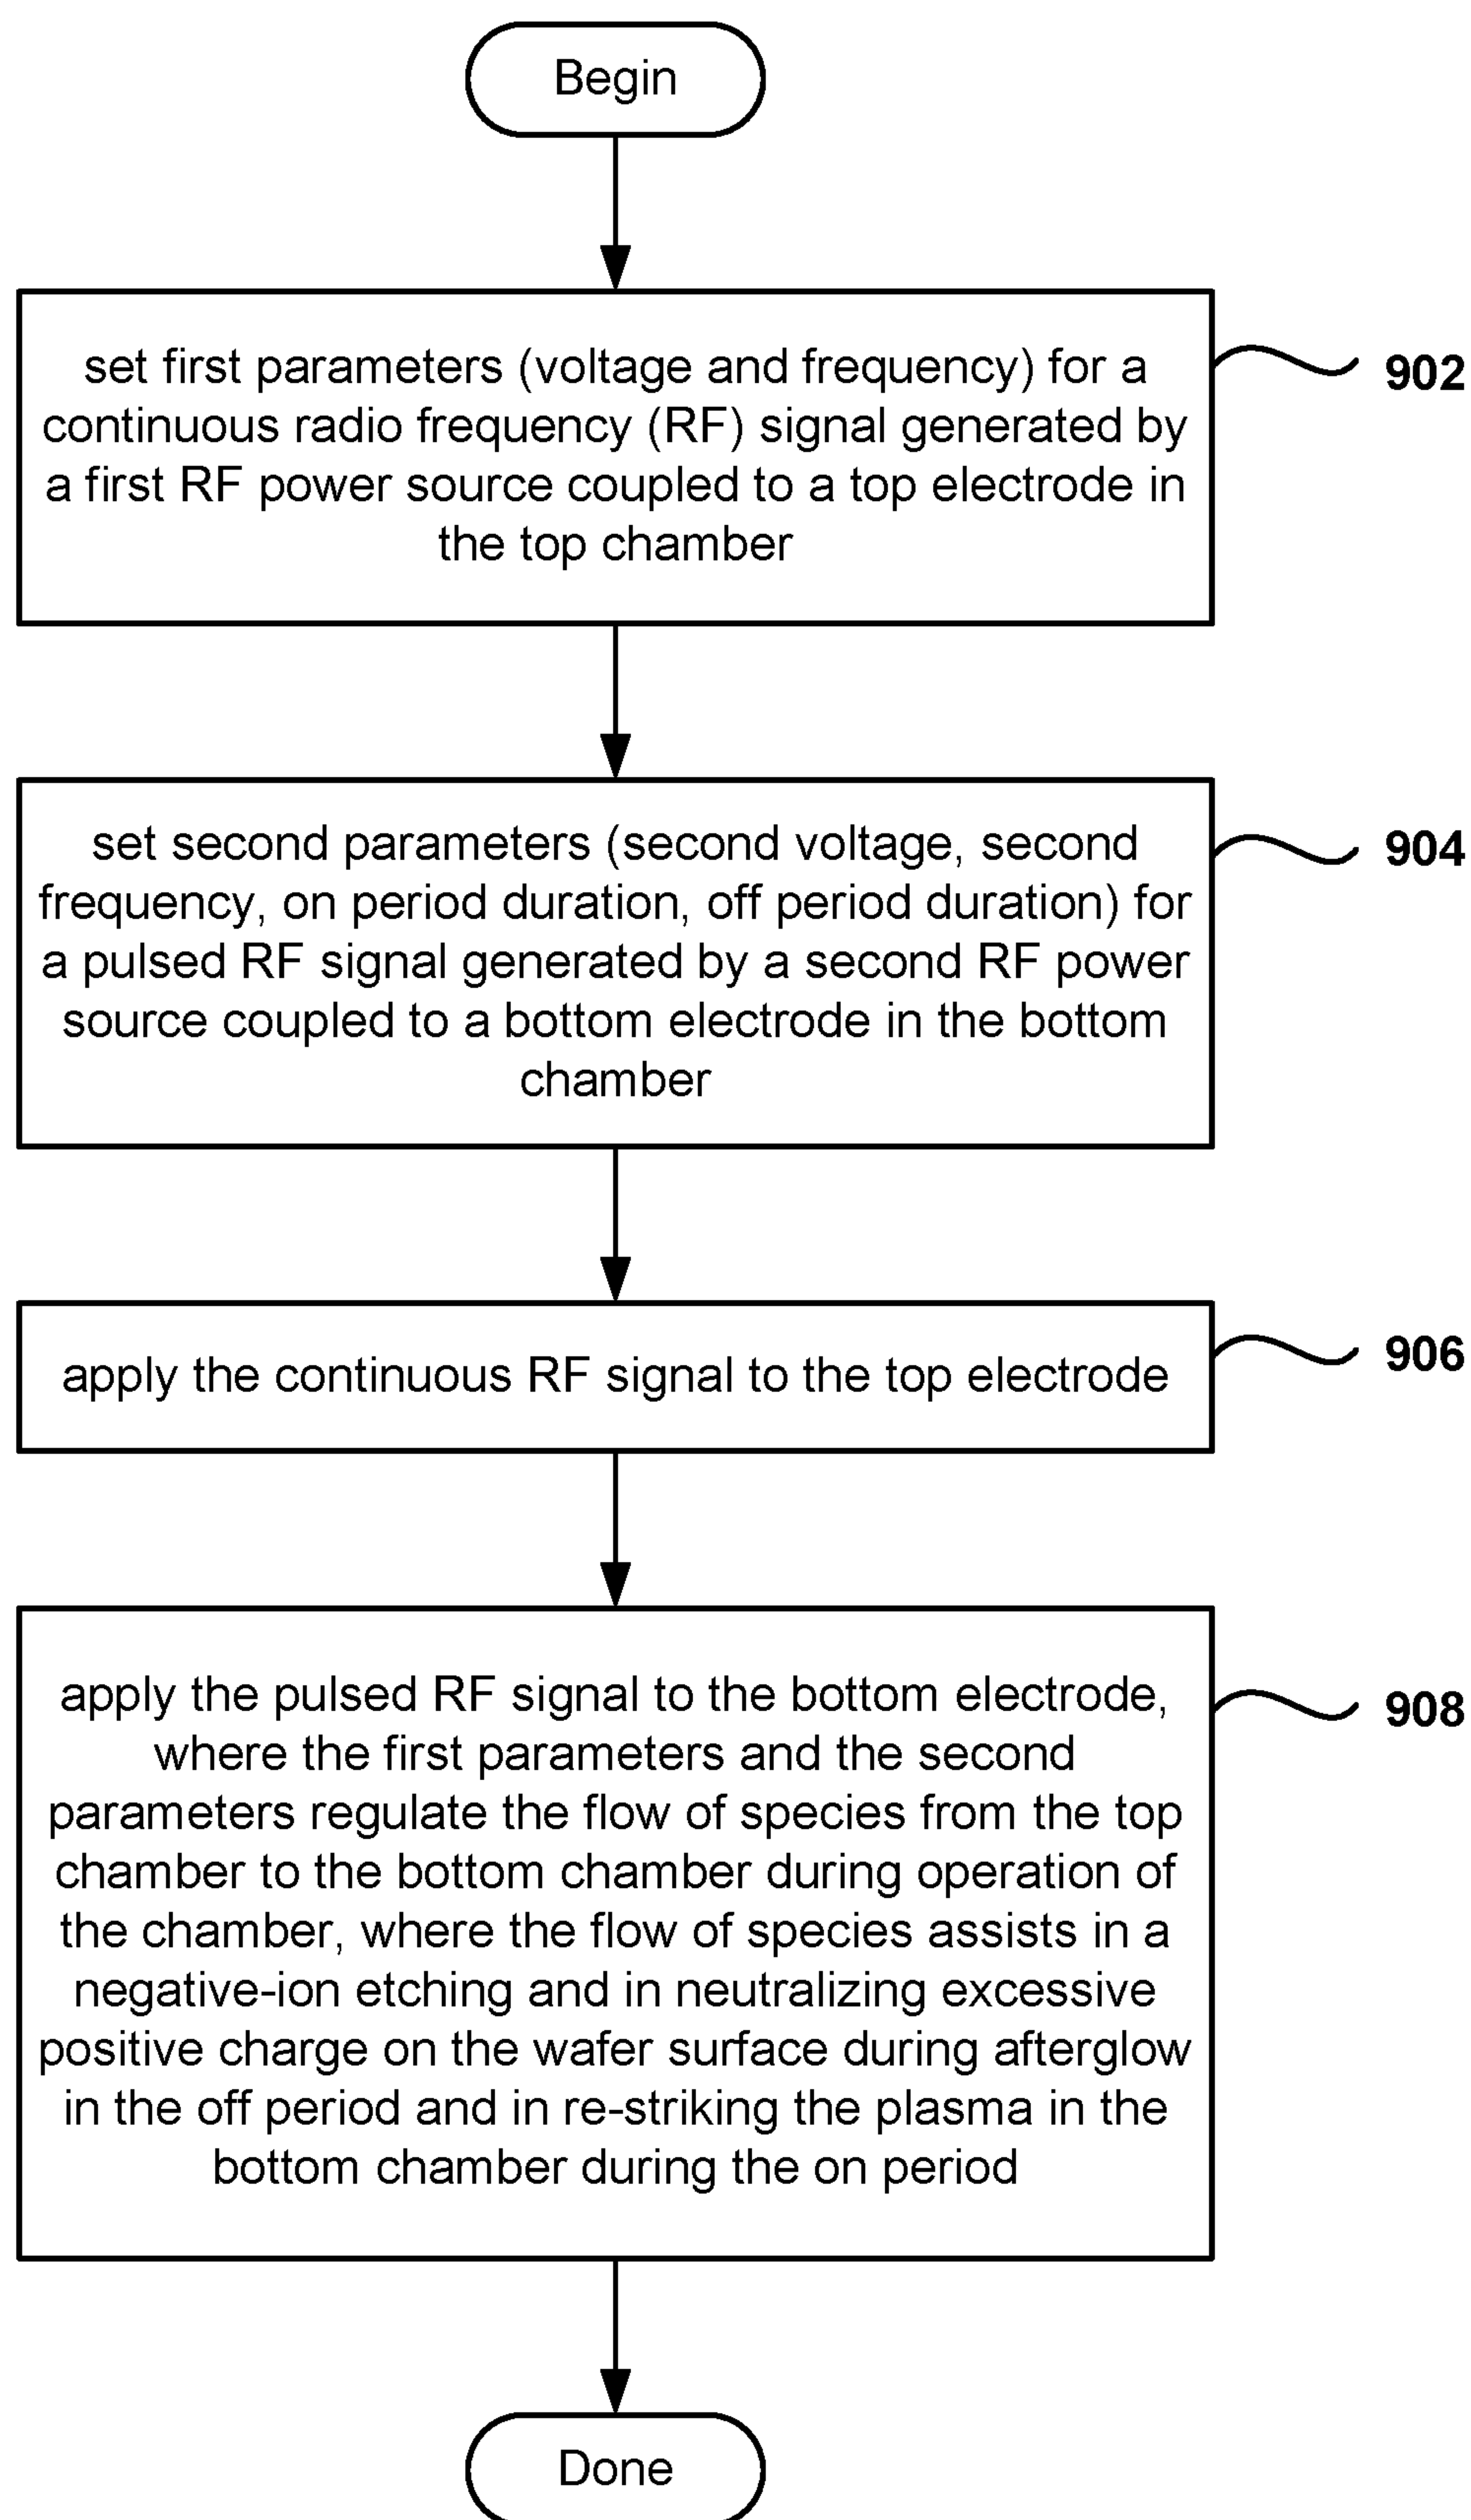 Begin
set first parameters (voltage and frequency) for a
continuous radio frequency (RF) signal generated by
a first RF power source coupled to a top electrode in
the top chamber
902
set second parameters (second voltage, second
frequency, on period duration, off period duration) for
a pulsed RF signal generated by a second RF power
source coupled to a bottom electrode in the bottom
chamber
904
apply the continuous RF signal to the top electrode
906
apply the pulsed RF signal to the bottom electrode,
where the first parameters and the second
parameters regulate the flow of species from the top
chamber to the bottom chamber during operation of
the chamber, where the flow of species assists in a
negative-ion etching and in neutralizing excessive
positive charge on the wafer surface during afterglow
in the off period and in re-striking the plasma in the
bottom chamber during the on period
908
Done